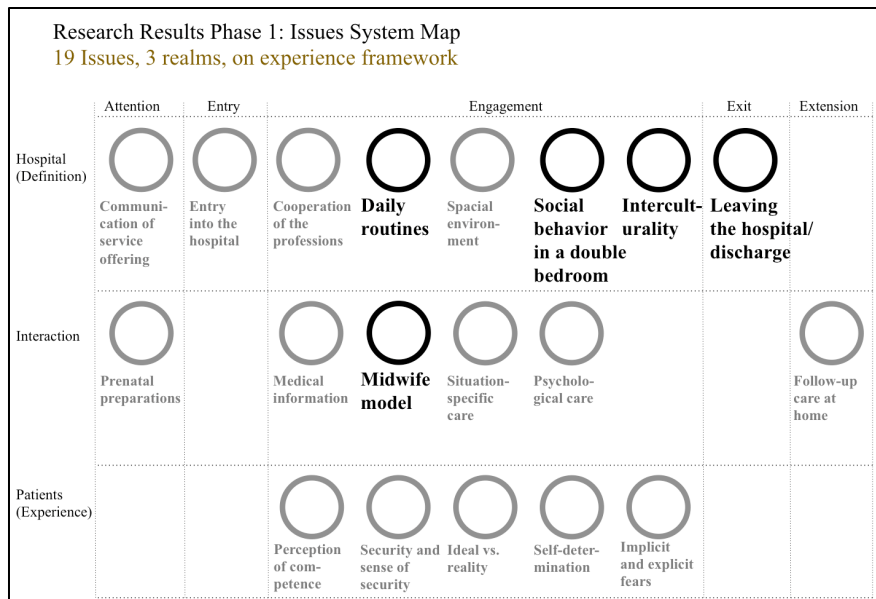 Research Results Phase 1: Issues System Map
19 Issues, 3 realms, on experience framework
Attention
Entry
Engagement
Exit
Extension
Hospital
(Definition)
Communi-
cation of
service
offering
Entry
into the
hospital
Cooperation
of the
professions
Daily
routines
Spacial
environ-
ment
Social
behavior
in a double
bedroom
Intercult-
urality
Leaving
the hospital/
discharge
Interaction
Prenatal
preparations
Medical
information
Midwife
model
Situation-
specific
care
Psycholo-
gical care
Follow-up
care at
home
Patients
(Experience)
Perception
of com-
petence
Security and
sense of
security
Ideal vs.
reality
Self-deter-
mination
Implicit
and explicit
fears